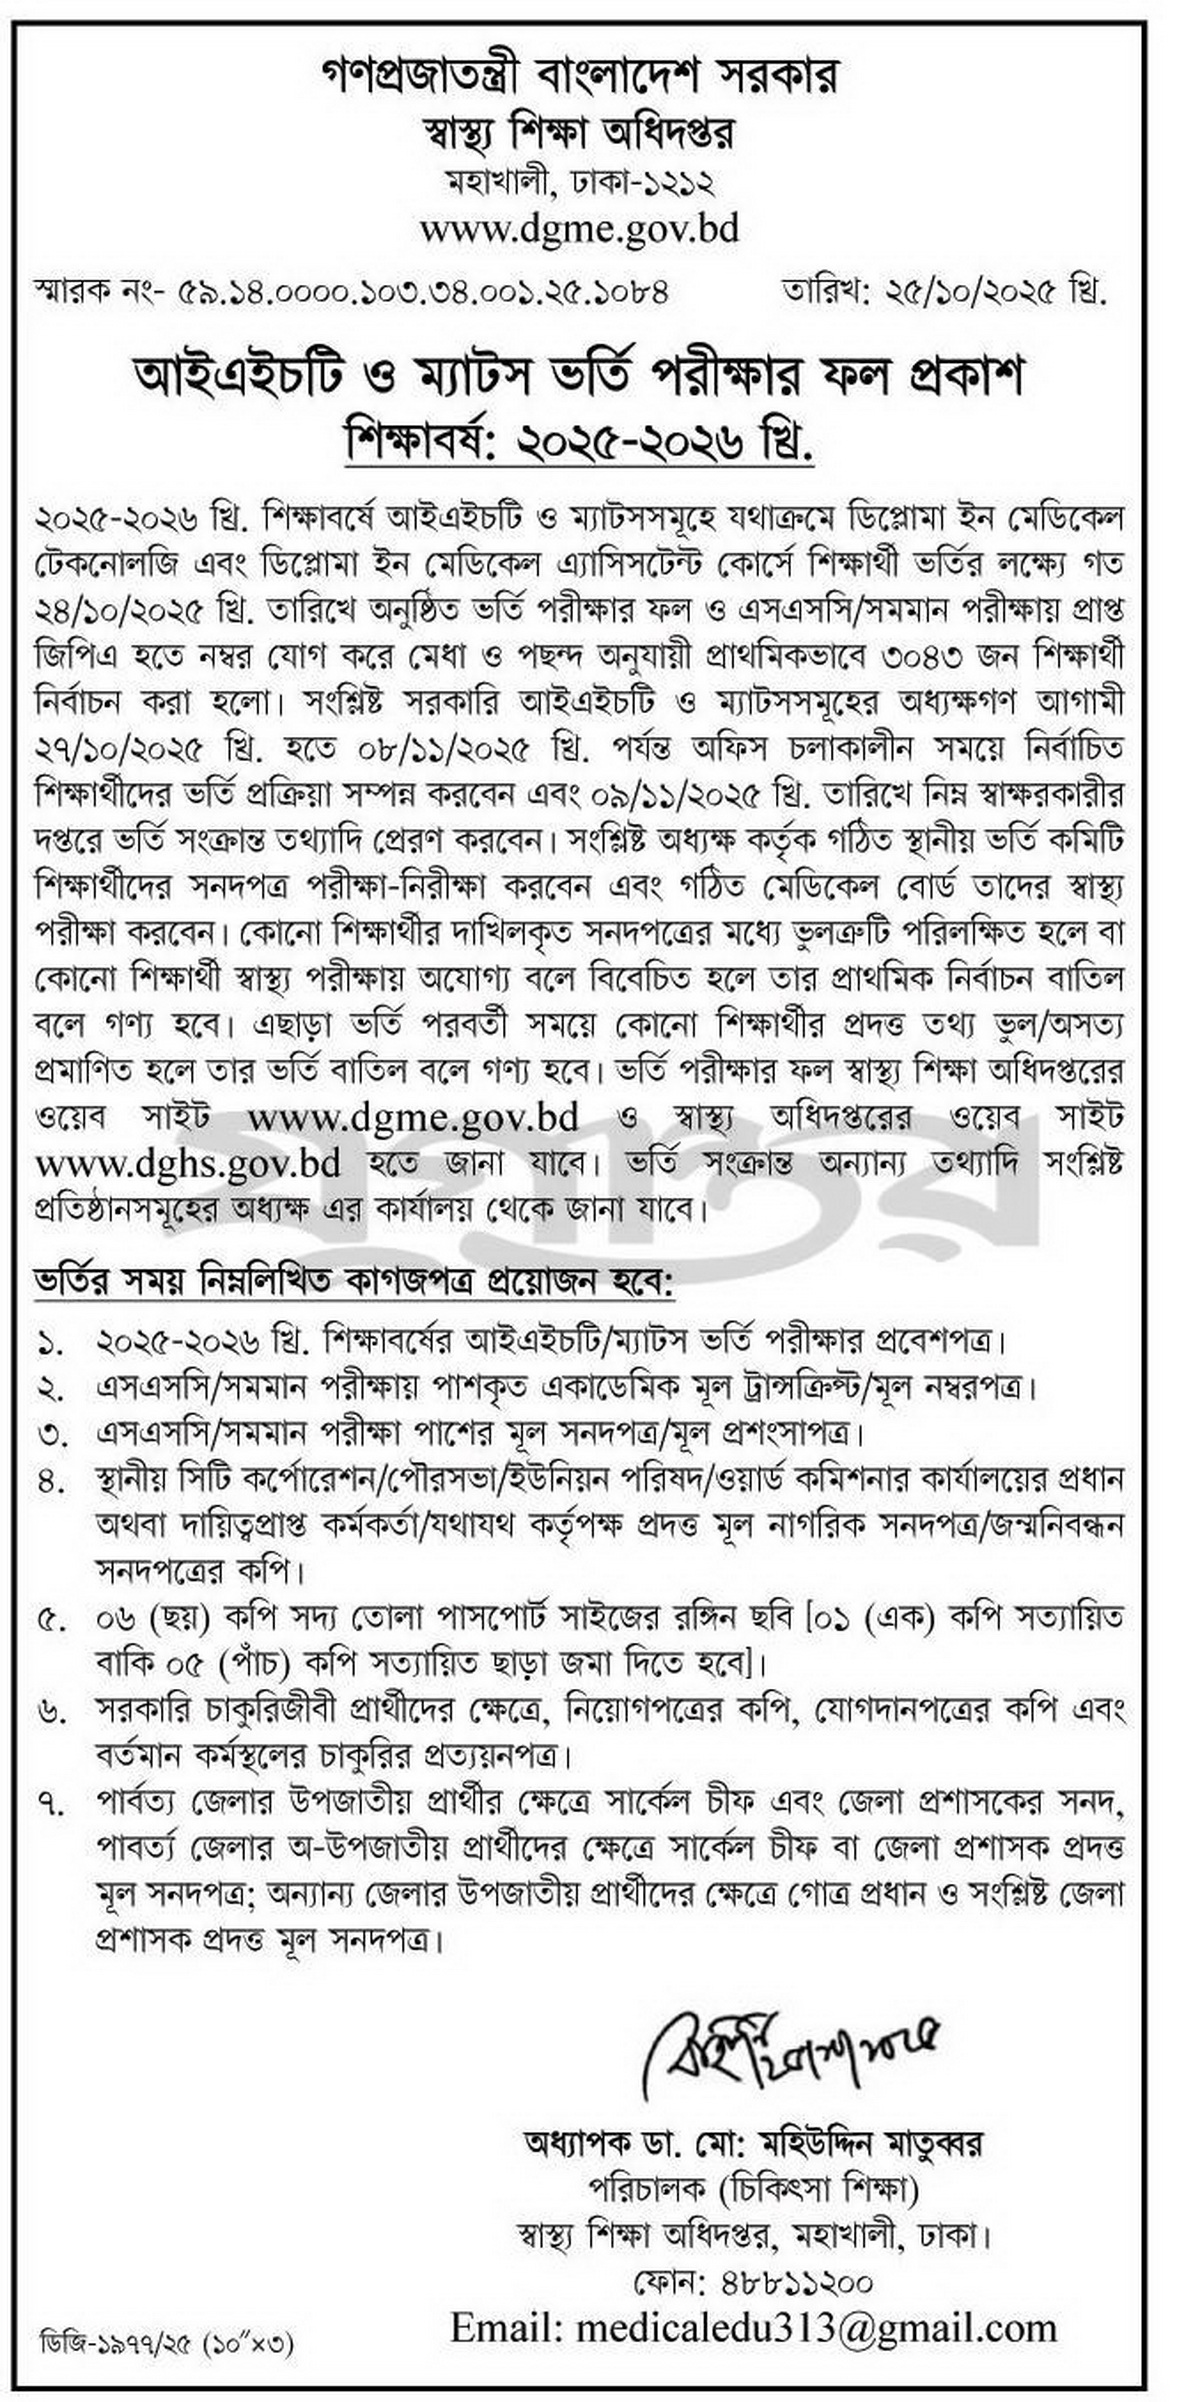 গণপ্রজাতন্ত্রী বাংলাদেশ সরকার
স্বাস্থ্য শিক্ষা অধিদপ্তর
মহাখালী, ঢাকা-১২১২
www.dgme.gov.bd
স্মারক নং- ৫৯.১৪.০০০০.১০৩.৩৪.০০১.২৫.১০৮৪ তারিখ: ২৫/১০/২০২৫ খ্রি.
আইএইচটি ও ম্যাটস ভর্তি পরীক্ষার ফল প্রকাশ
শিক্ষাবর্ষ: ২০২৫-২০২৬ খ্রি.
২০২৫-২০২৬ খ্রি. শিক্ষাবর্ষে আইএইচটি ও ম্যাটসসমূহে যথাক্রমে ডিপ্লোমা ইন মেডিকেল
টেকনোলজি এবং ডিপ্লোমা ইন মেডিকেল এ্যাসিসটেন্ট কোর্সে শিক্ষার্থী ভর্তির লক্ষ্যে গত
২৪/১০/২০২৫ খ্রি. তারিখে অনুষ্ঠিত ভর্তি পরীক্ষার ফল ও এসএসসি/সমমান পরীক্ষায় প্রাপ্ত
জিপিএ হতে নম্বর যোগ করে মেধা ও পছন্দ অনুযায়ী প্রাথমিকভাবে ৩০৪৩ জন শিক্ষার্থী
নির্বাচন করা হলো। সংশ্লিষ্ট সরকারি আইএইচটি ও ম্যাটসসমূহের অধ্যক্ষগণ আগামী
২৭/১০/২০২৫ খ্রি. হতে ০৮/১১/২০২৫ খ্রি. পর্যন্ত অফিস চলাকালীন সময়ে নির্বাচিত
শিক্ষার্থীদের ভর্তি প্রক্রিয়া সম্পন্ন করবেন এবং ০৯/১১/২০২৫ খ্রি. তারিখে নিম্ন স্বাক্ষরকারীর
দপ্তরে ভর্তি সংক্রান্ত তথ্যাদি প্রেরণ করবেন। সংশ্লিষ্ট অধ্যক্ষ কর্তৃক গঠিত স্থানীয় ভর্তি কমিটি
শিক্ষার্থীদের সনদপত্র পরীক্ষা-নিরীক্ষা করবেন এবং গঠিত মেডিকেল বোর্ড তাদের স্বাস্থ্য
পরীক্ষা করবেন। কোনো শিক্ষার্থীর দাখিলকৃত সনদপত্রের মধ্যে ভুলত্রুটি পরিলক্ষিত হলে বা
কোনো শিক্ষার্থী স্বাস্থ্য পরীক্ষায় অযোগ্য বলে বিবেচিত হলে তার প্রাথমিক নির্বাচন বাতিল
বলে গণ্য হবে। এছাড়া ভর্তি পরবর্তী সময়ে কোনো শিক্ষার্থীর প্রদত্ত তথ্য ভুল/অসত্য
প্রমাণিত হলে তার ভর্তি বাতিল বলে গণ্য হবে। ভর্তি পরীক্ষার ফল স্বাস্থ্য শিক্ষা অধিদপ্তরের
ওয়েব সাইট www.dgme.gov.bd ও স্বাস্থ্য অধিদপ্তরের ওয়েব সাইট
www.dghs.gov.bd হতে জানা যাবে। ভর্তি সংক্রান্ত অন্যান্য তথ্যাদি সংশ্লিষ্ট
প্রতিষ্ঠানসমূহের অধ্যক্ষ এর কার্যালয় থেকে জানা যাবে।
যুগান্তর
ভর্তির সময় নিম্নলিখিত কাগজপত্র প্রয়োজন হবে:
১. ২০২৫-২০২৬ খ্রি. শিক্ষাবর্ষের আইএইচটি/ম্যাটস ভর্তি পরীক্ষার প্রবেশপত্র।
২. এসএসসি/সমমান পরীক্ষায় পাশকৃত একাডেমিক মূল ট্রান্সক্রিপ্ট/মূল নম্বরপত্র।
৩. এসএসসি/সমমান পরীক্ষা পাশের মূল সনদপত্র/মূল প্রশংসাপত্র।
৪. স্থানীয় সিটি কর্পোরেশন/পৌরসভা/ইউনিয়ন পরিষদ/ওয়ার্ড কমিশনার কার্যালয়ের প্রধান
অথবা দায়িত্বপ্রাপ্ত কর্মকর্তা/যথাযথ কর্তৃপক্ষ প্রদত্ত মূল নাগরিক সনদপত্র/জন্মনিবন্ধন
সনদপত্রের কপি।
৫. ০৬ (ছয়) কপি সদ্য তোলা পাসপোর্ট সাইজের রঙ্গিন ছবি [০১ (এক) কপি সত্যায়িত
বাকি ০৫ (পাঁচ) কপি সত্যায়িত ছাড়া জমা দিতে হবে]।
৬. সরকারি চাকুরিজীবী প্রার্থীদের ক্ষেত্রে, নিয়োগপত্রের কপি, যোগদানপত্রের কপি এবং
বর্তমান কর্মস্থলের চাকুরির প্রত্যয়নপত্র।
৭. পার্বত্য জেলার উপজাতীয় প্রার্থীর ক্ষেত্রে সার্কেল চীফ এবং জেলা প্রশাসকের সনদ,
পাবর্ত্য জেলার অ-উপজাতীয় প্রার্থীদের ক্ষেত্রে সার্কেল চীফ বা জেলা প্রশাসক প্রদত্ত
মূল সনদপত্র; অন্যান্য জেলার উপজাতীয় প্রার্থীদের ক্ষেত্রে গোত্র প্রধান ও সংশ্লিষ্ট জেলা
প্রশাসক প্রদত্ত মূল সনদপত্র।
অধ্যাপক ডা. মো: মহিউদ্দিন মাতুব্বর
পরিচালক (চিকিৎসা শিক্ষা)
স্বাস্থ্য শিক্ষা অধিদপ্তর, মহাখালী, ঢাকা।
ফোন: ৪৮৮১১২০০
Email: medicaledu313@gmail.com
ডিজি-১৯৭৭/২৫ (১০″×৩)